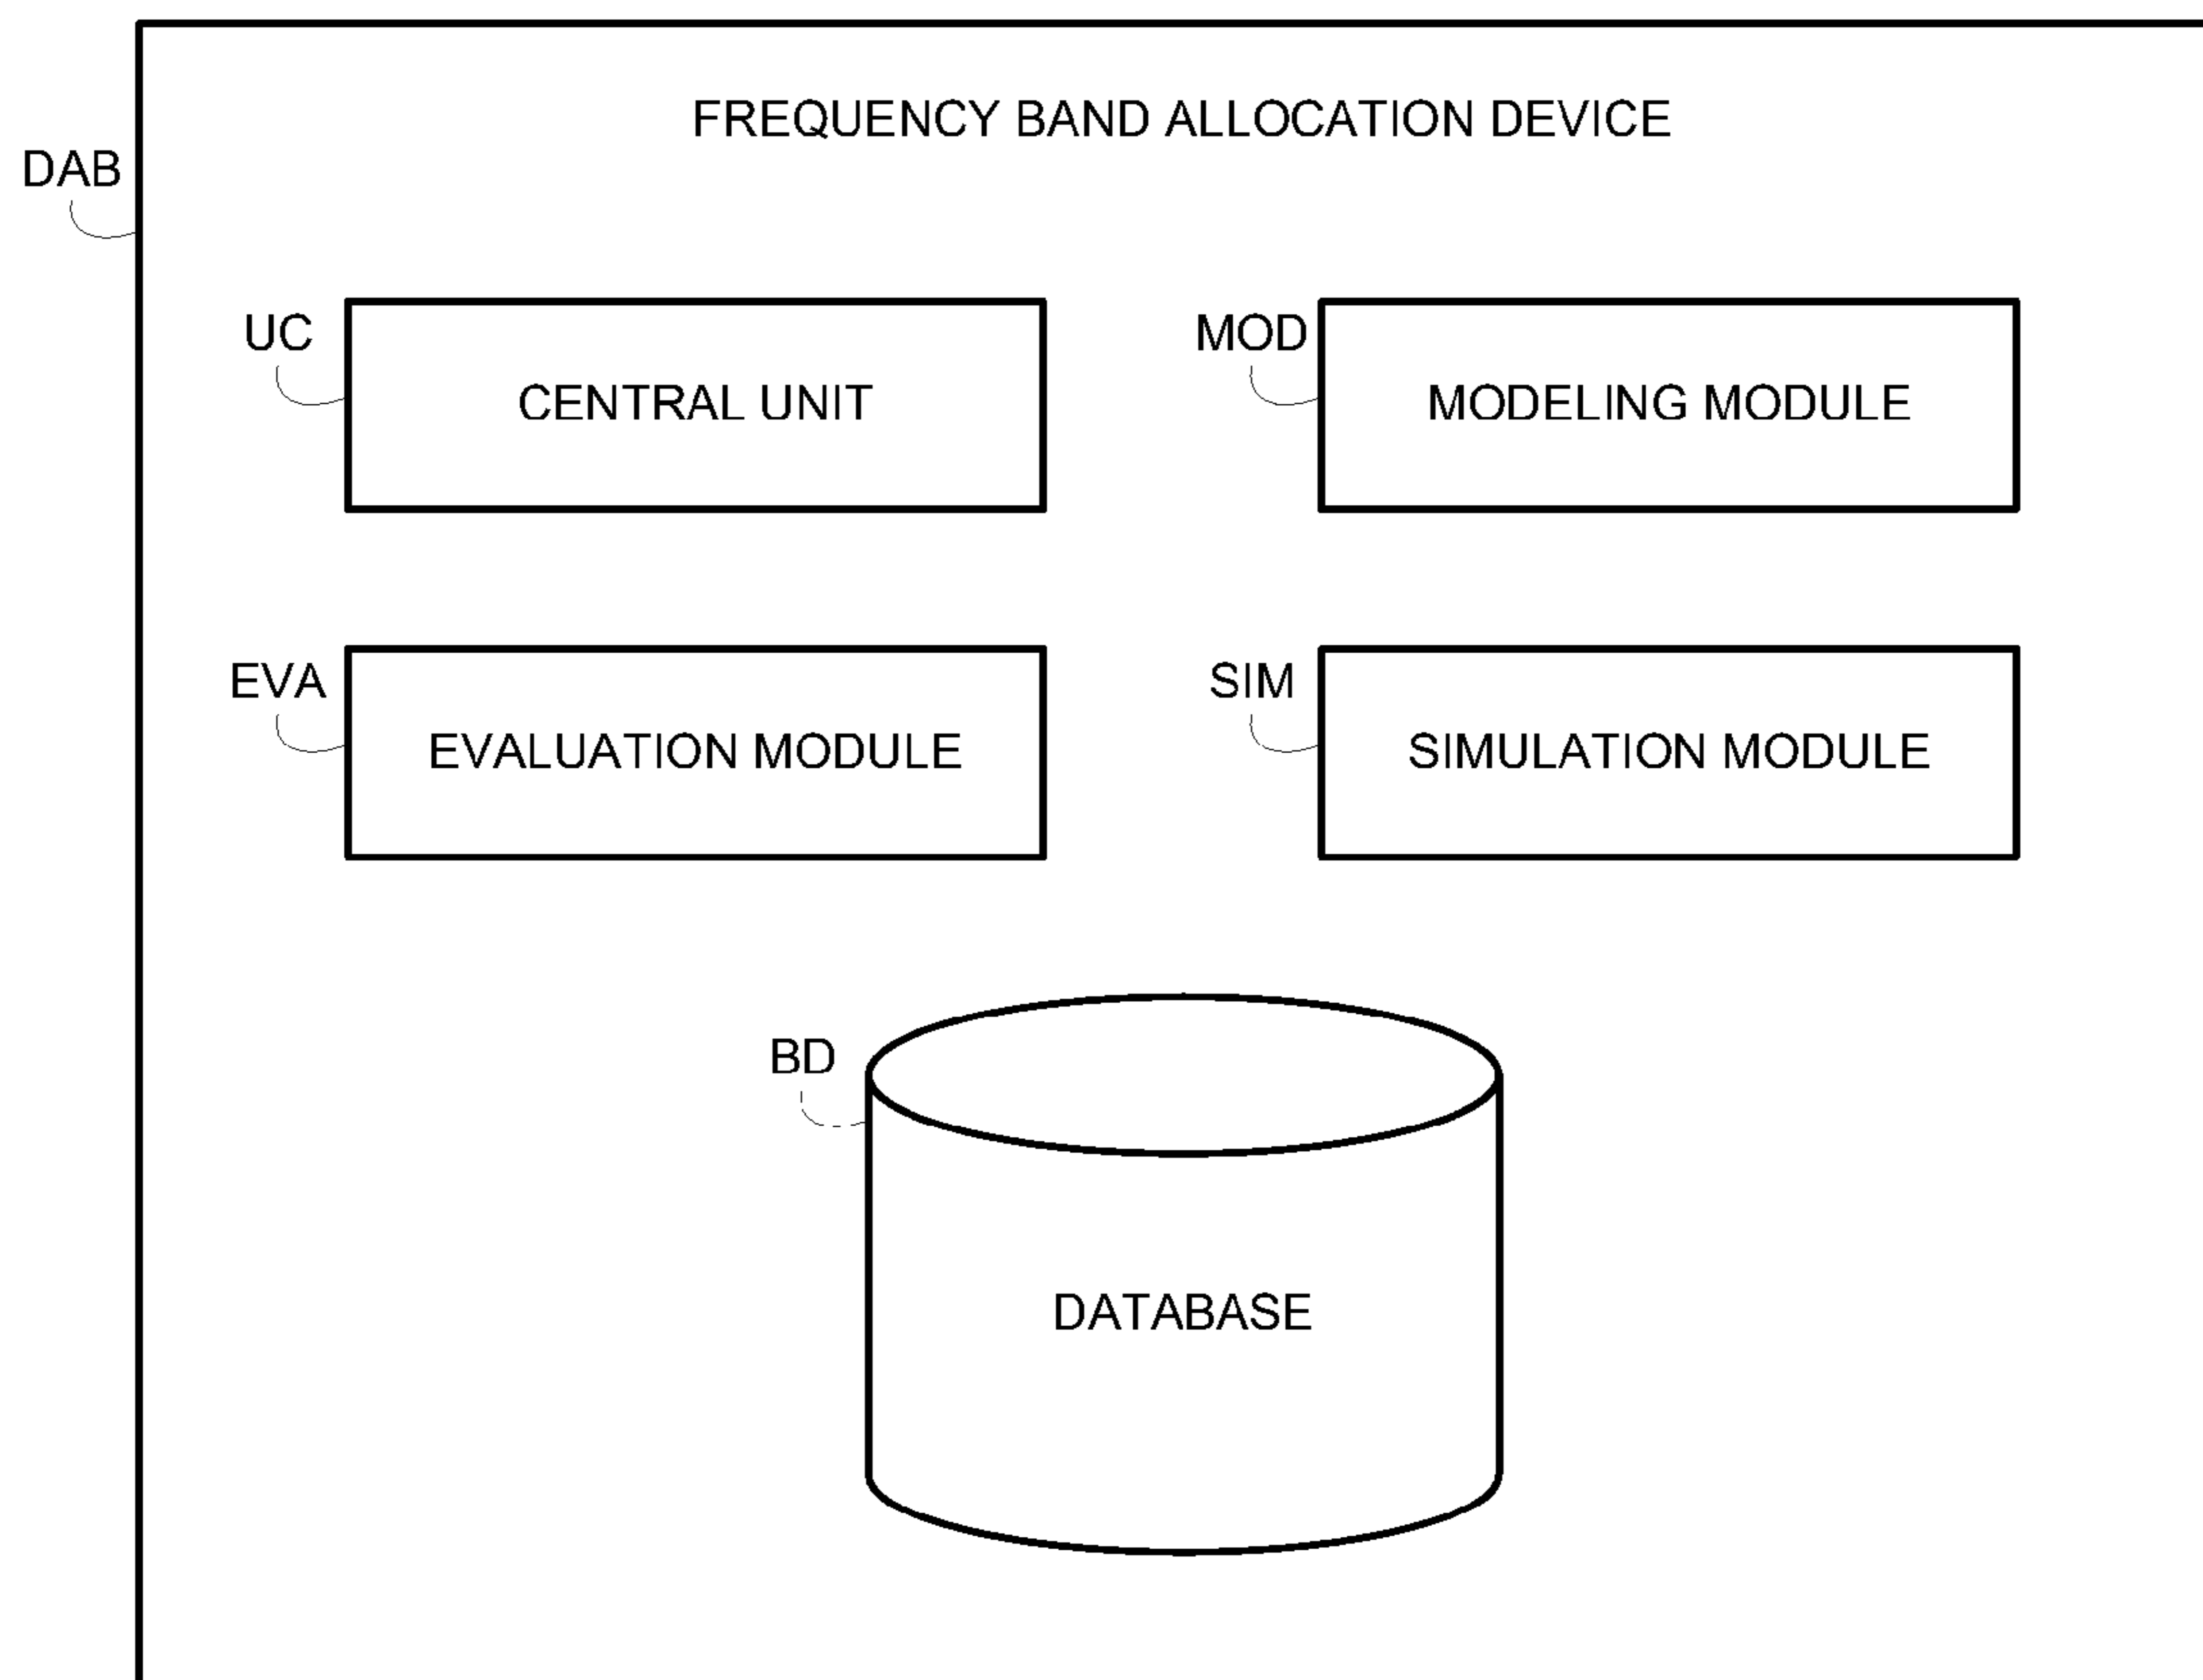 FREQUENCY BAND ALLOCATION DEVICE
DAB
UC
CENTRAL UNIT
MOD
MODELING MODULE
EVA
EVALUATION MODULE
SIM
SIMULATION MODULE
BD
DATABASE